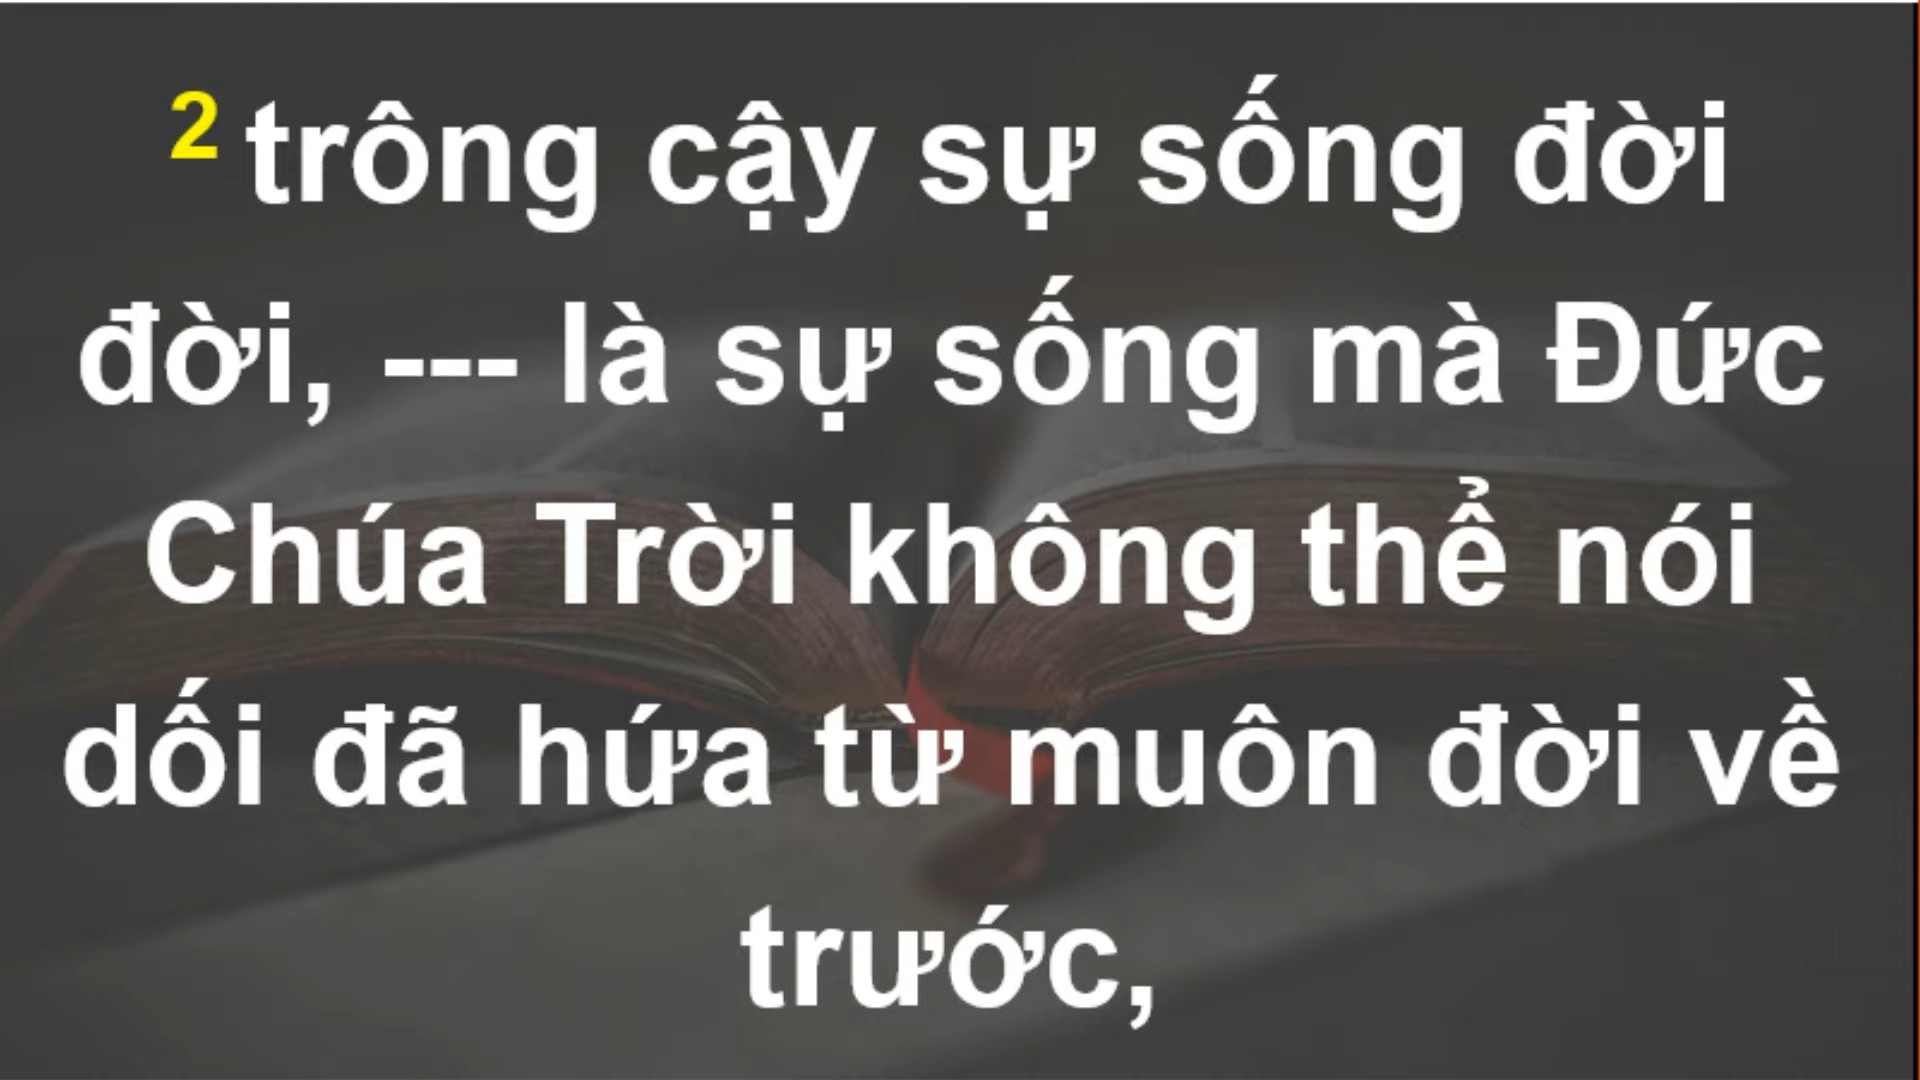 2 trông cậy sự sống đời
đời, --- là sự sống mà Đức
Chúa Trời không thể nói
dối đã hứa từ muôn đời về
trước,